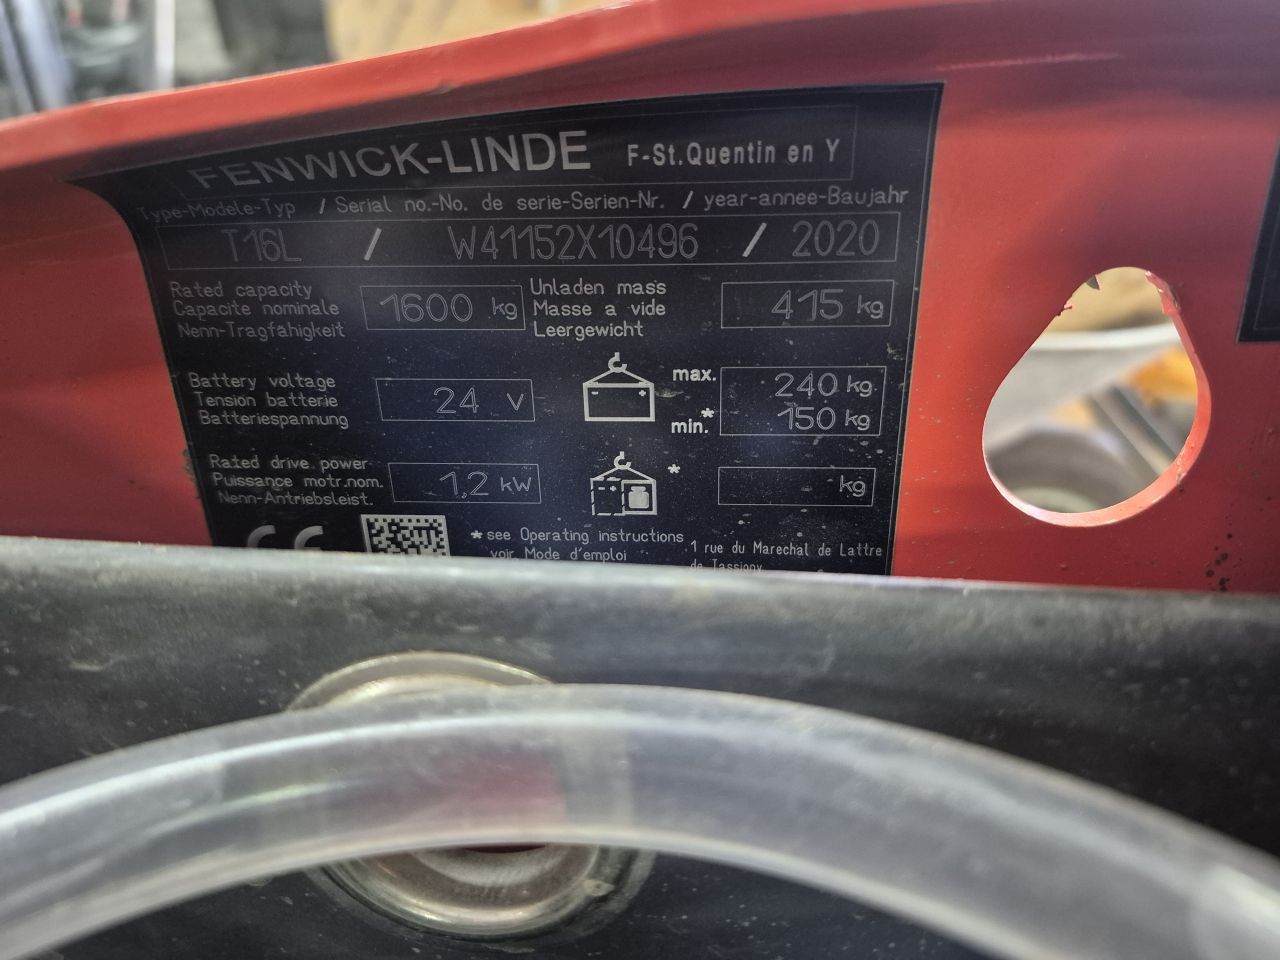 FENWICK-LINDE F-St.Quentin en Y
Type-Modele-Typ / Serial no.-No. de serie-Serien-Nr. / year-annee-Baujahr
T16L / W41152X10496 / 2020
Rated capacity
Capacite nominale
Nenn-Tragfähigkeit
1600 kg
Unladen mass
Masse a vide
Leergewicht
415 kg
Battery voltage
Tension batterie
Batteriespannung
24 V
max. 240 kg
min.* 150 kg
Rated drive power
Puissance motr.nom.
Nenn-Antriebsleist.
1,2 kW
* kg
CE
*see Operating instructions
voir Mode d'emploi
1 rue du Marechal de Lattre
de Tassigny